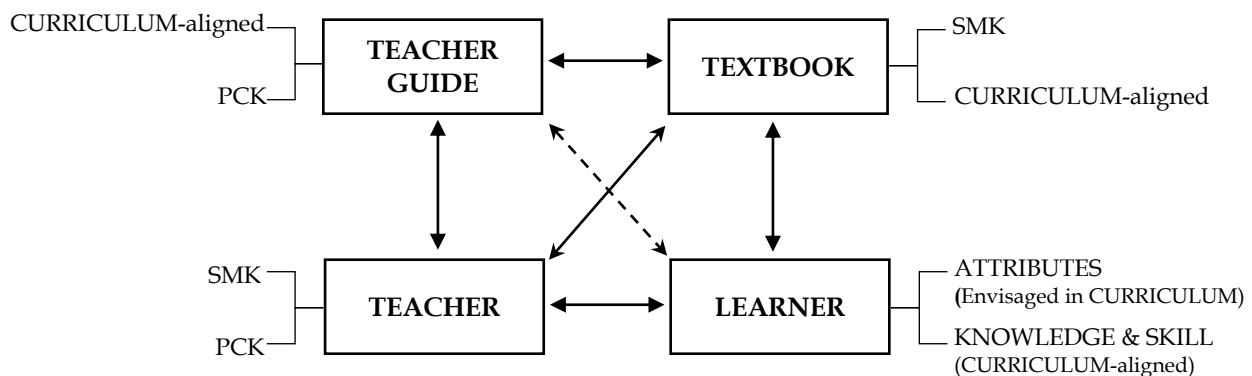 CURRICULUM-aligned
PCK
TEACHER
GUIDE
TEXTBOOK
SMK
CURRICULUM-aligned
SMK
PCK
TEACHER
LEARNER
ATTRIBUTES
(Envisaged in CURRICULUM)
KNOWLEDGE & SKILL
(CURRICULUM-aligned)